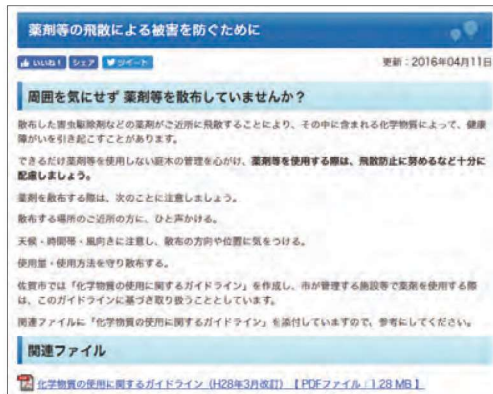 薬剤等の飛散による被害を防ぐために
いいね！ シェア ツイート
更新：2016年04月11日
周囲を気にせず 薬剤等を散布していませんか？
散布した害虫駆除剤などの薬剤がご近所に飛散することにより、その中に含まれる化学物質によって、健康
障がいを引き起こすことがあります。
できるだけ薬剤等を使用しない庭木の管理を心がけ、薬剤等を使用する際は、飛散防止に努めるなど十分に
配慮しましょう。
薬剤を散布する際は、次のことに注意しましょう。
散布する場所のご近所の方に、ひと声かける。
天候・時間帯・風向きに注意し、散布の方向や位置に気をつける。
使用量・使用方法を守り散布する。
佐賀市では「化学物質の使用に関するガイドライン」を作成し、市が管理する施設等で薬剤を使用する際
は、このガイドラインに基づき取り扱うこととしています。
関連ファイルに「化学物質の使用に関するガイドライン」を添付していますので、参考にしてください。
関連ファイル
化学物質の使用に関するガイドライン（H28年3月改訂）【 PDFファイル：1.28 MB 】